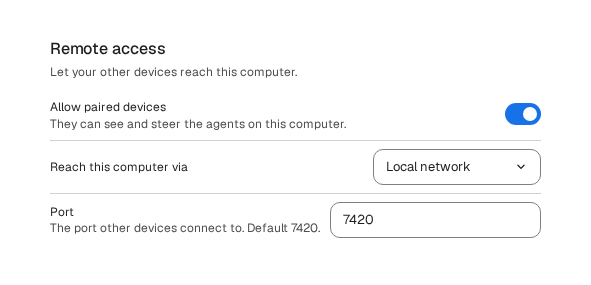 Remote access
Let your other devices reach this computer.
Allow paired devices
They can see and steer the agents on this computer.
Reach this computer via
Local network
Port
The port other devices connect to. Default 7420.
7420